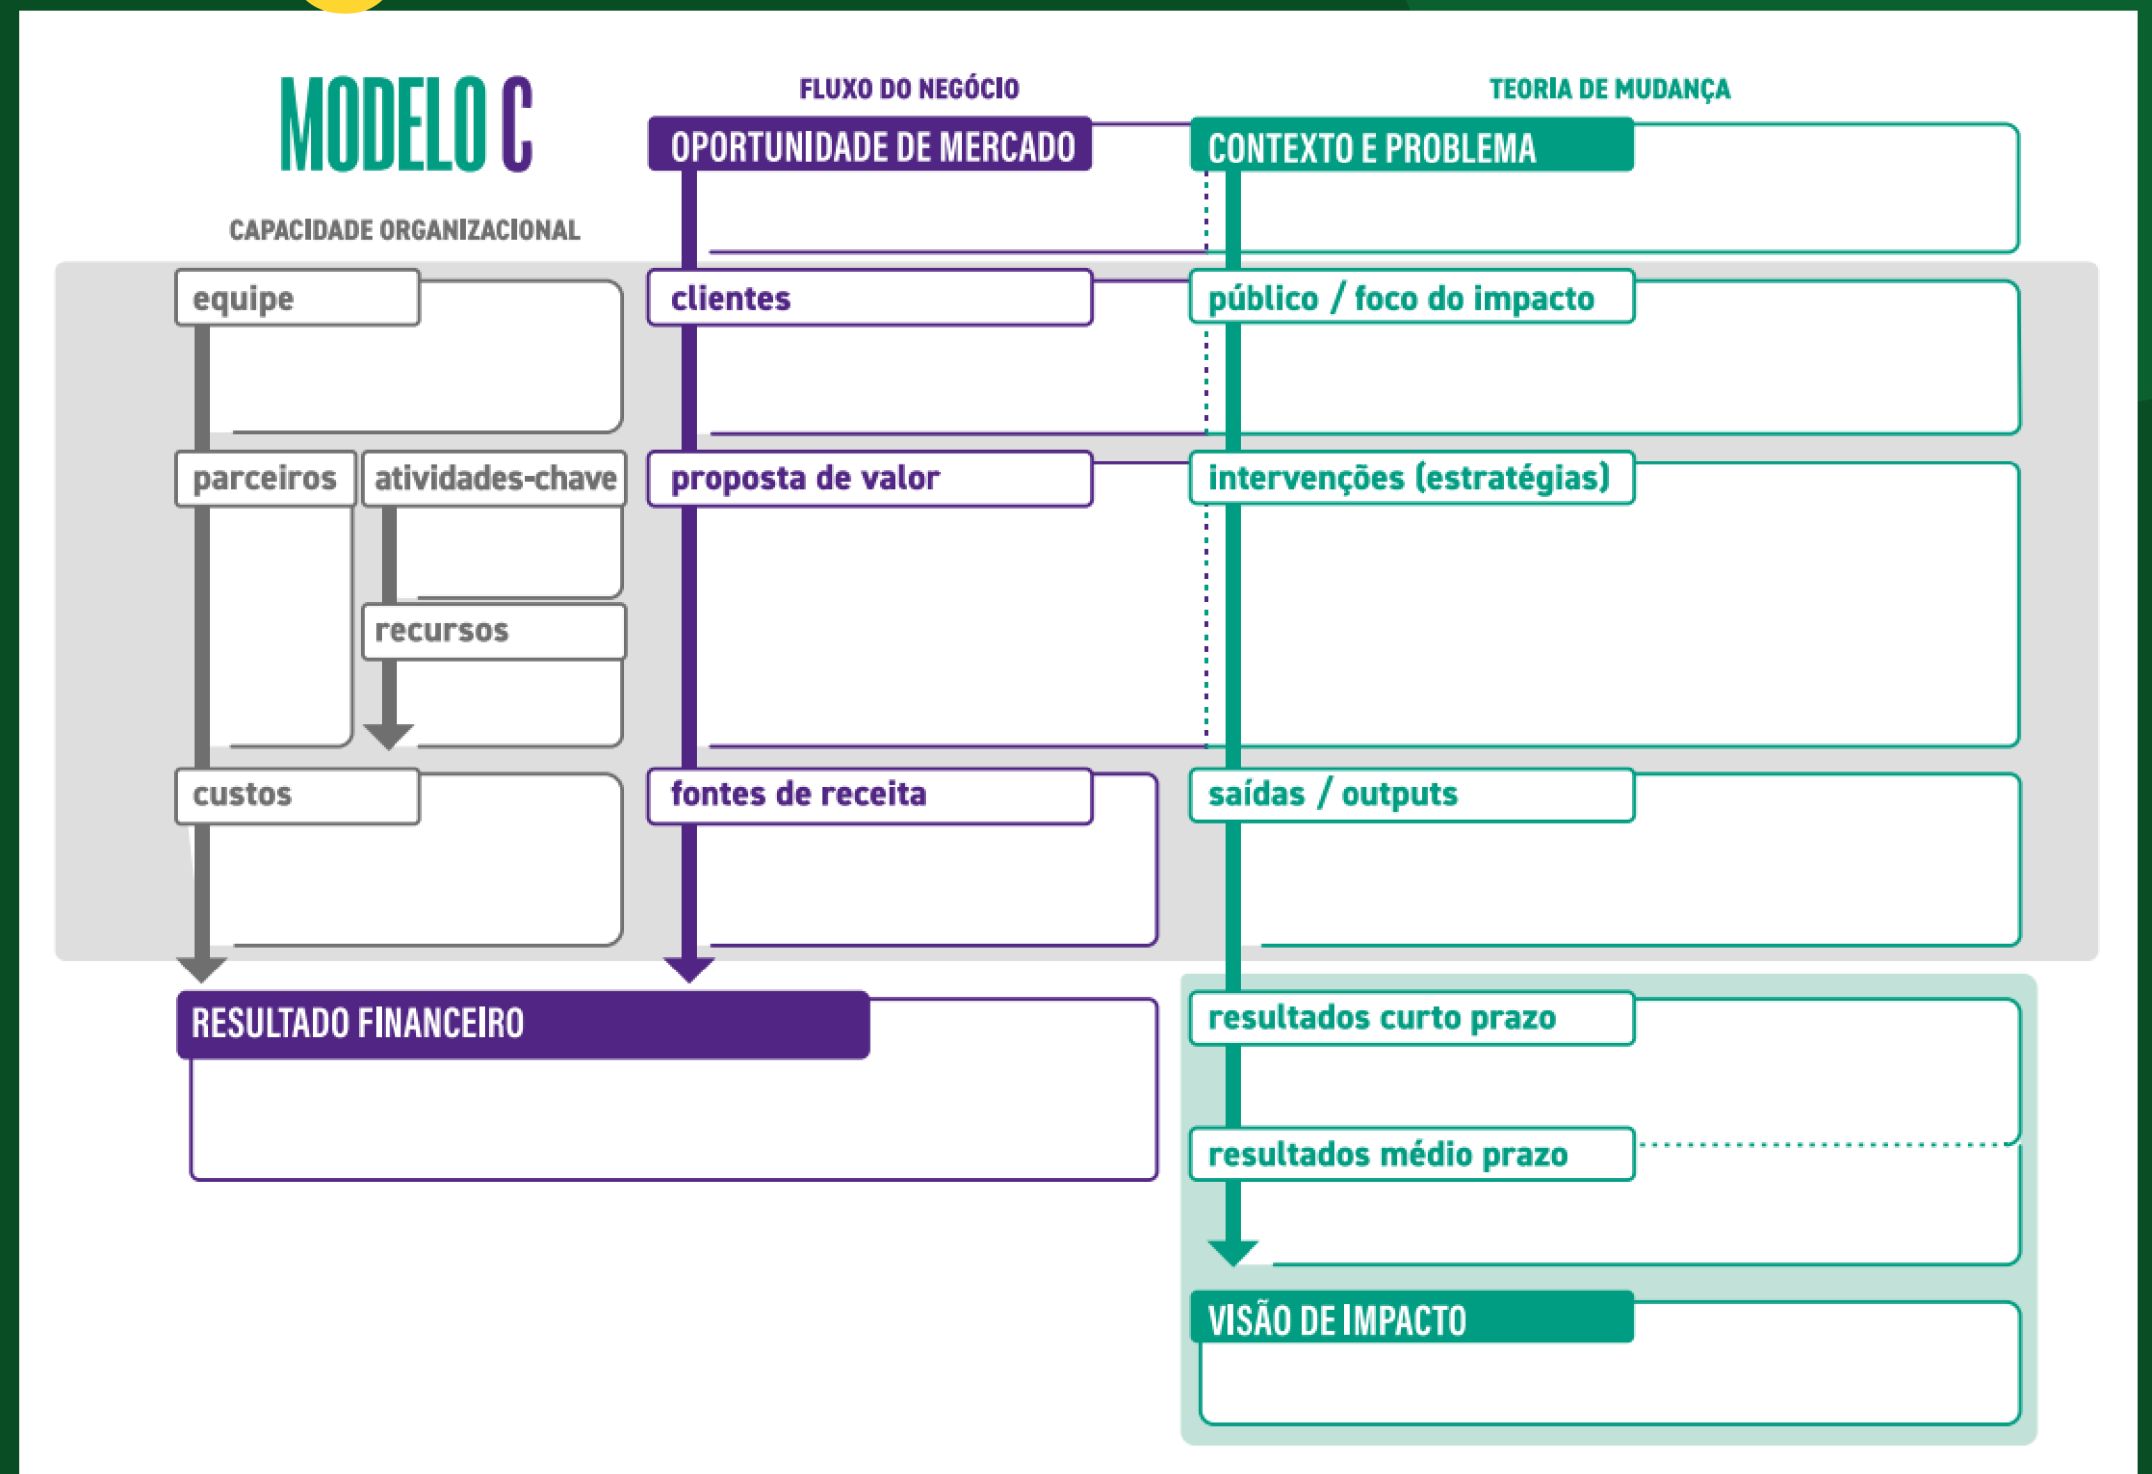 MODELO C
CAPACIDADE ORGANIZACIONAL
equipe
parceiros
atividades-chave
recursos
custos
FLUXO DO NEGÓCIO
OPORTUNIDADE DE MERCADO
clientes
proposta de valor
fontes de receita
RESULTADO FINANCEIRO
TEORIA DE MUDANÇA
CONTEXTO E PROBLEMA
público / foco do impacto
intervenções (estratégias)
saídas / outputs
resultados curto prazo
resultados médio prazo
VISÃO DE IMPACTO